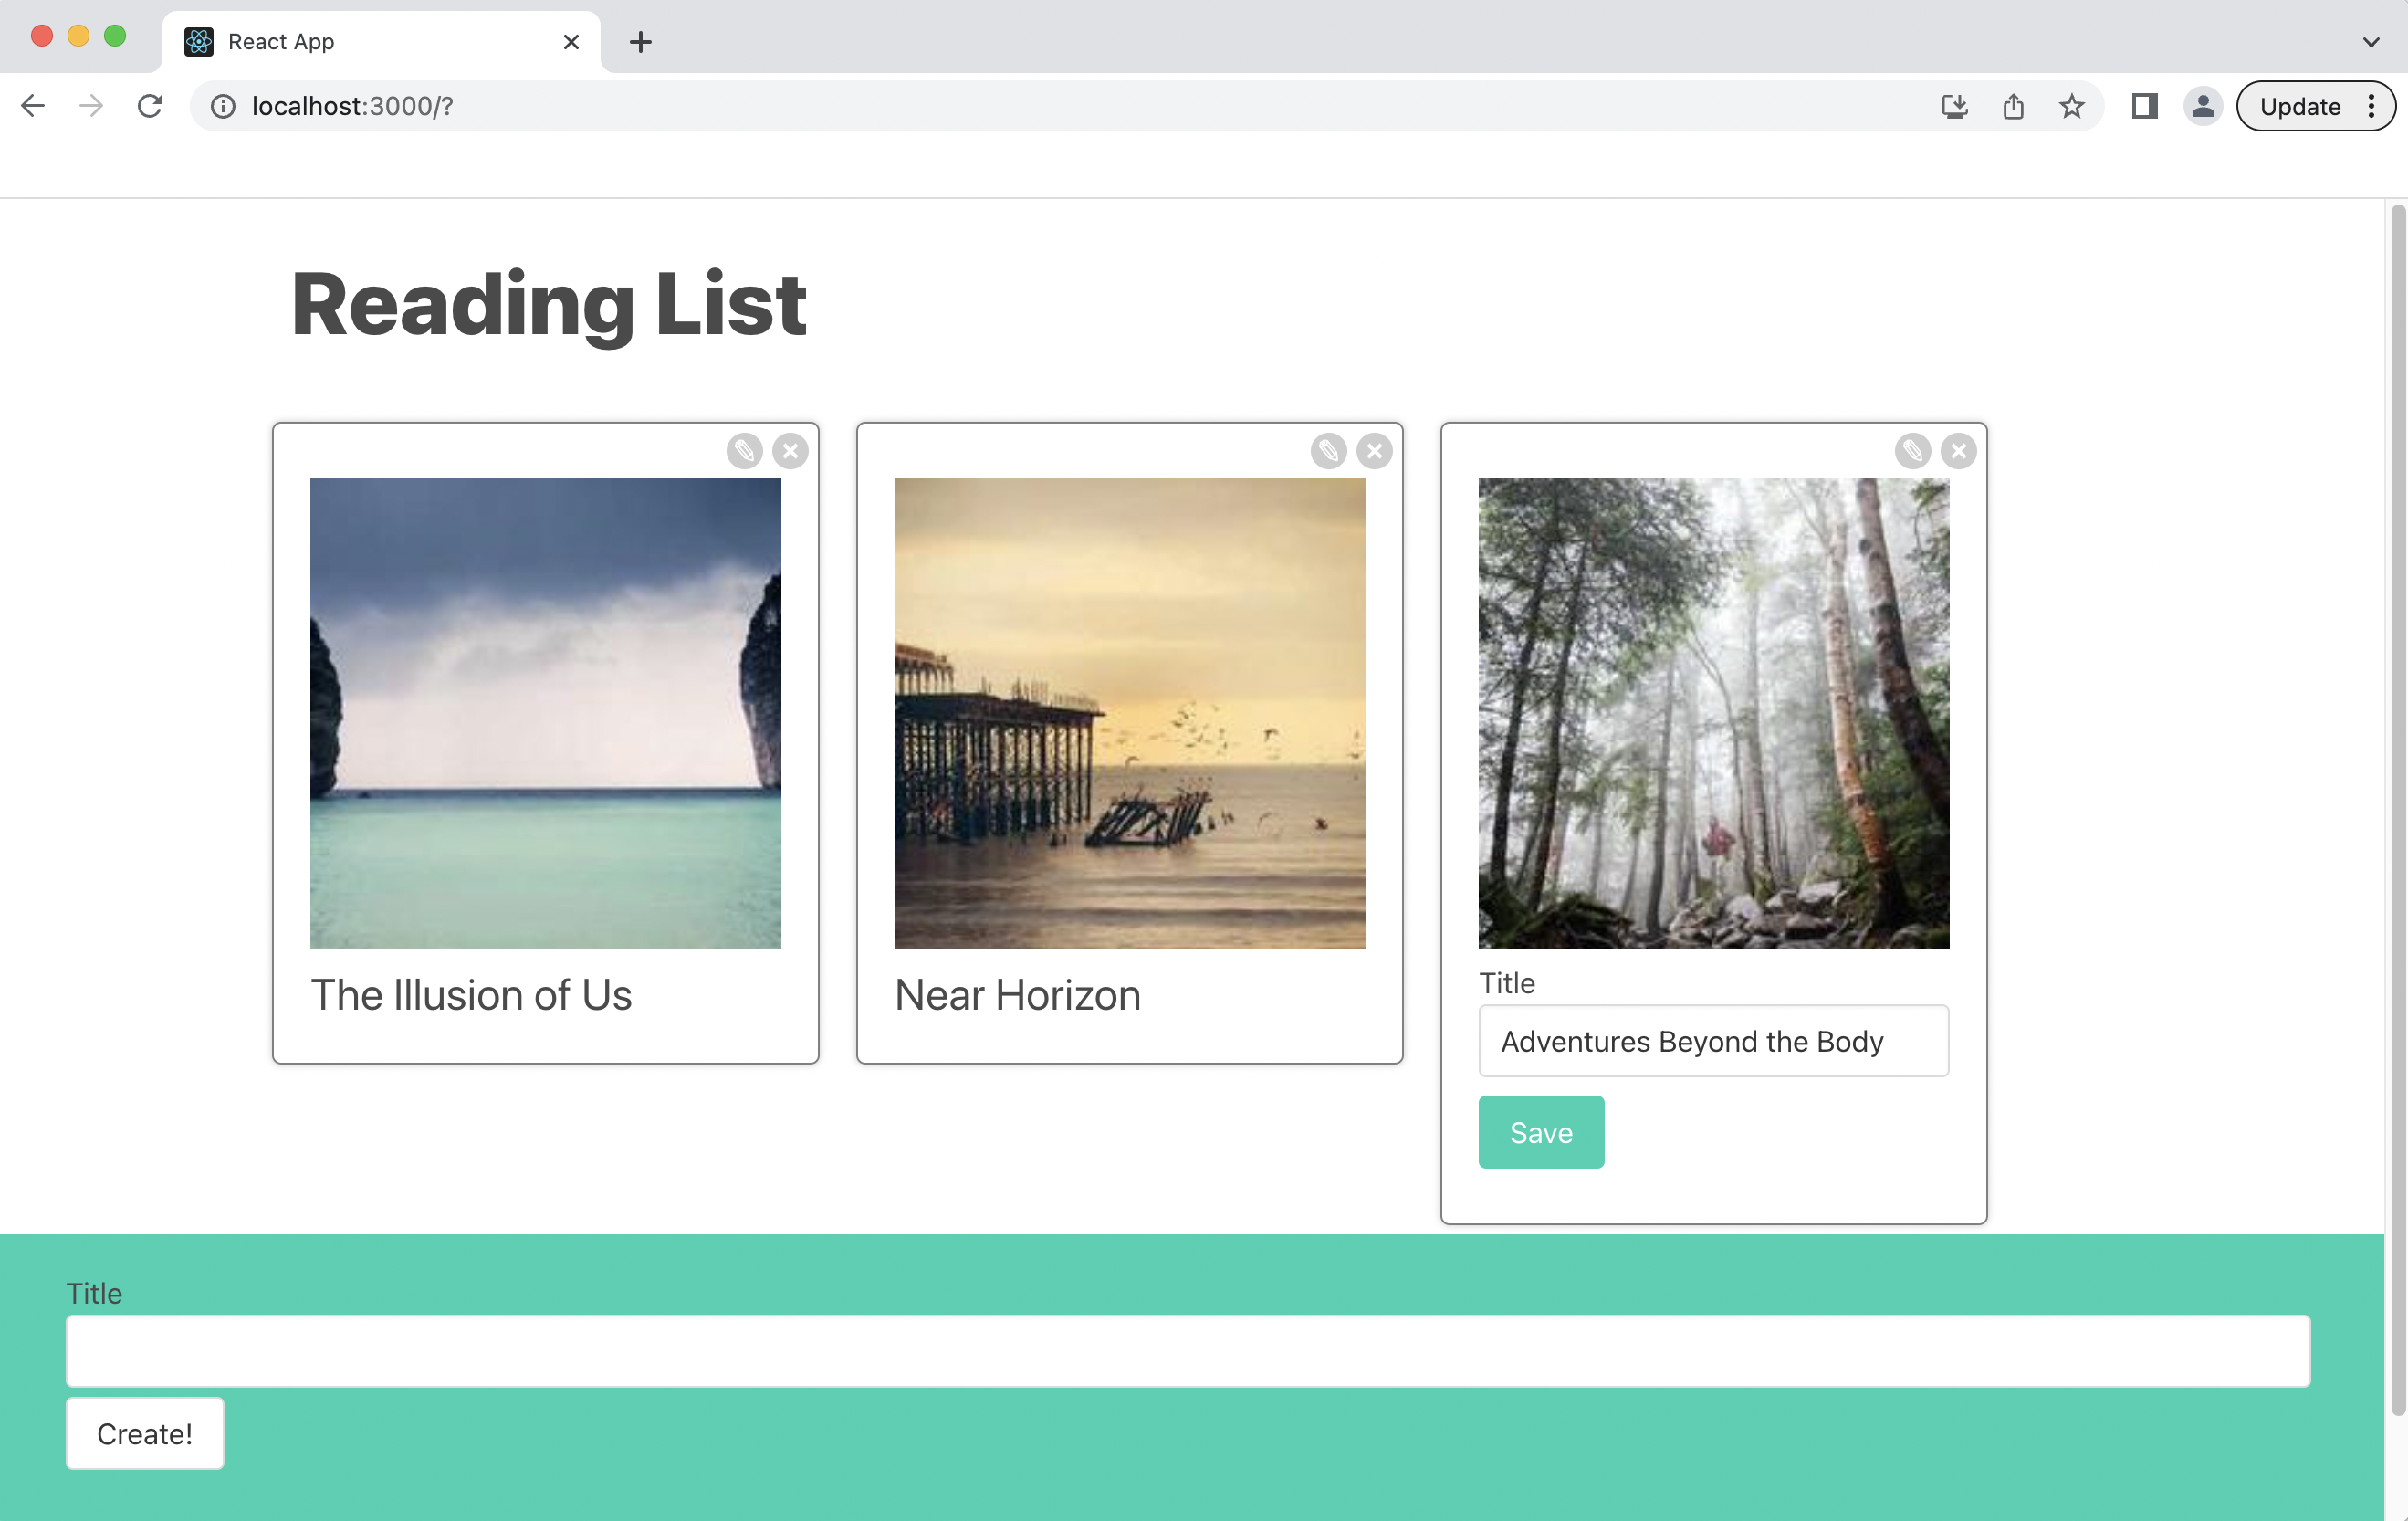 React App
localhost:3000/?
Update
Reading List
The Illusion of Us
Near Horizon
Title
Adventures Beyond the Body
Save
Title
Create!